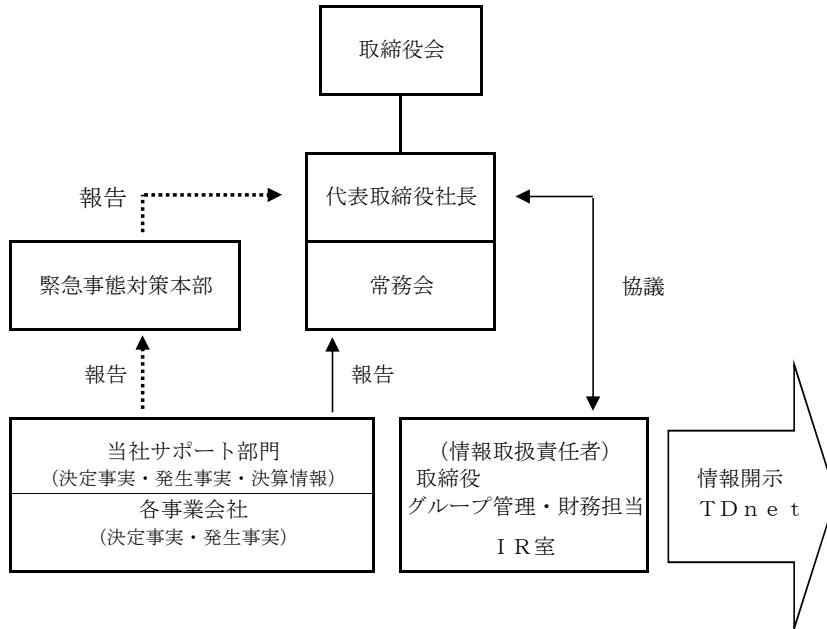 取締役会
代表取締役社長
報告
緊急事態対策本部
常務会
協議
報告
報告
当社サポート部門
(決定事実・発生事実・決算情報)
各事業会社
(決定事実・発生事実)
(情報取扱責任者)
取締役
グループ管理・財務担当
ＩＲ室
情報開示
ＴＤｎｅｔ